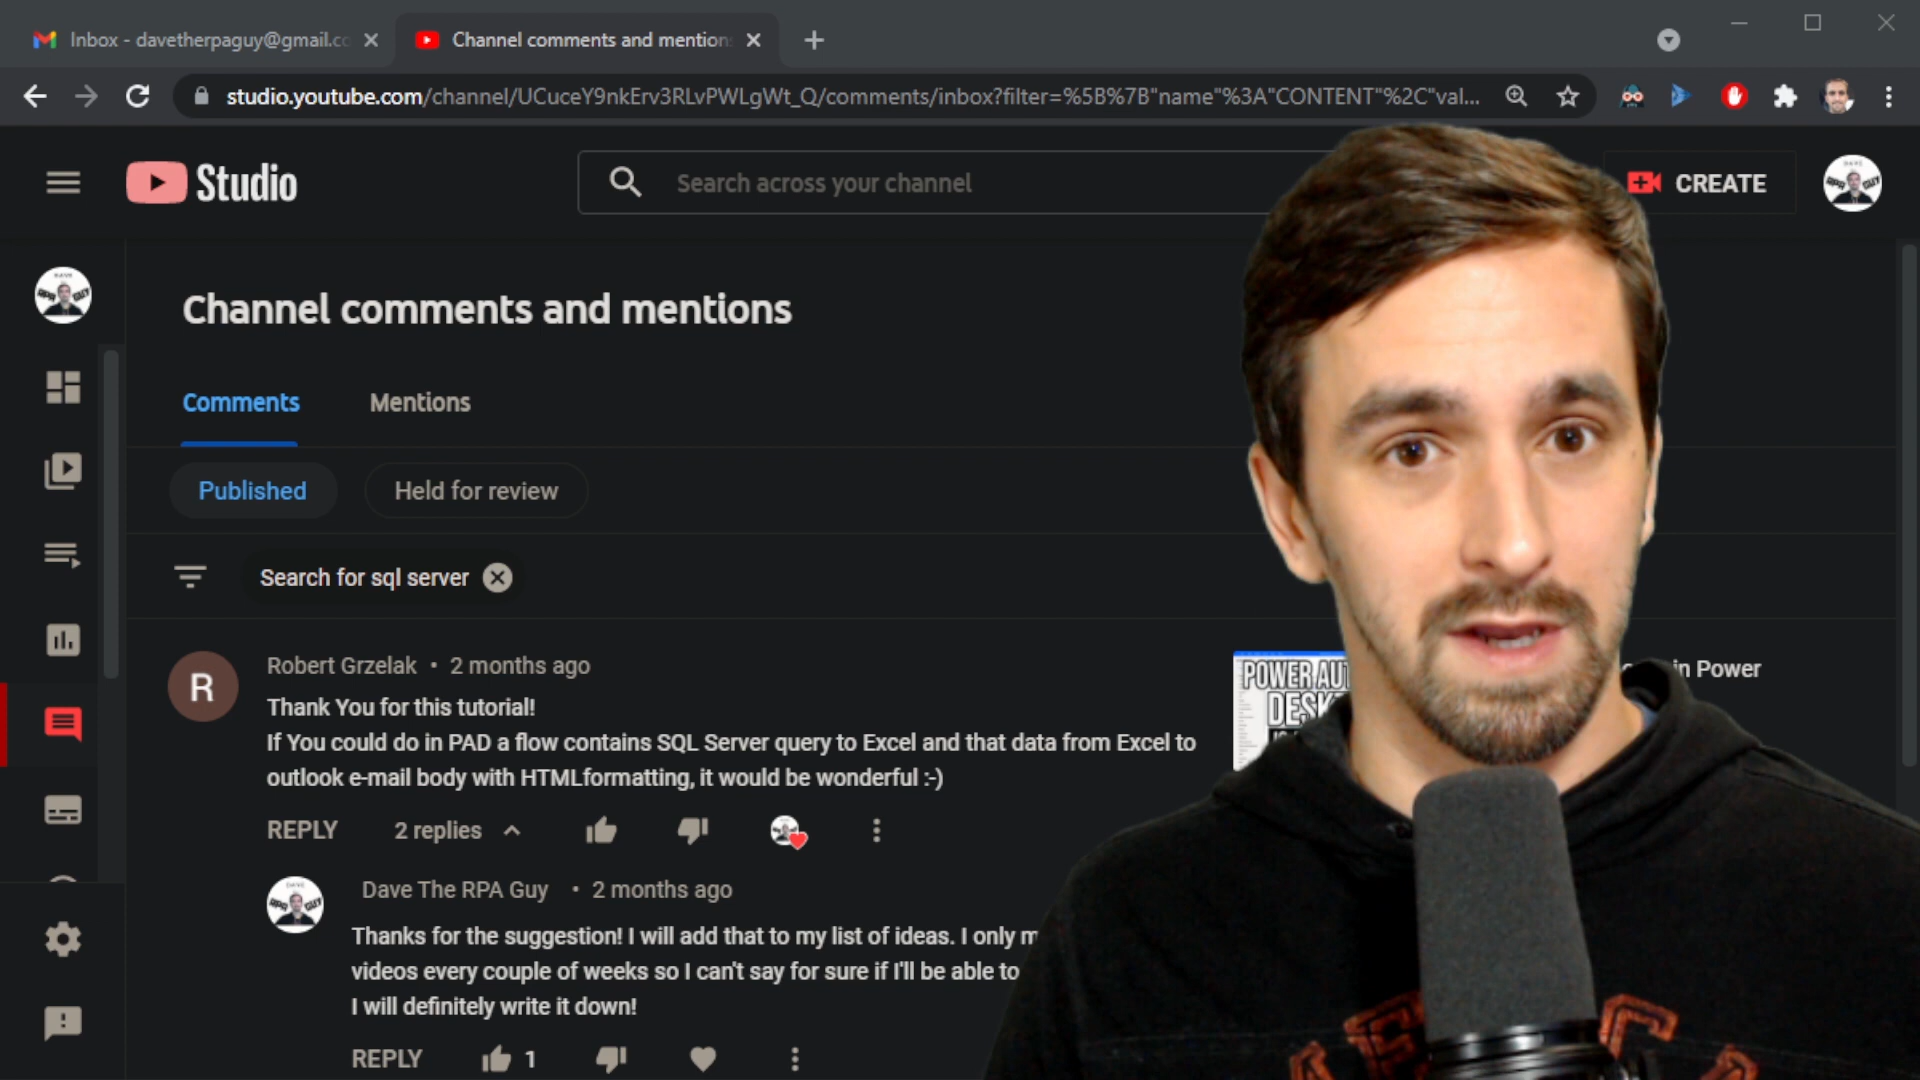 Inbox - davetherpaguy@gmail.co
Channel comments and mention
studio.youtube.com/channel/UCuceY9nkErv3RLvPWLgWt_Q/comments/inbox?filter=%5B%7B"name"%3A"CONTENT"%2C"val...
Studio
Search across your channel
CREATE
Channel comments and mentions
Comments Mentions
Published Held for review
Search for sql server
R
Robert Grzelak • 2 months ago
Thank You for this tutorial!
If You could do in PAD a flow contains SQL Server query to Excel and that data from Excel to
outlook e-mail body with HTMLformatting, it would be wonderful :-)
POWER AUT
DESK
in Power
REPLY 2 replies
Dave The RPA Guy • 2 months ago
Thanks for the suggestion! I will add that to my list of ideas. I only m
videos every couple of weeks so I can't say for sure if I'll be able to
I will definitely write it down!
REPLY 1